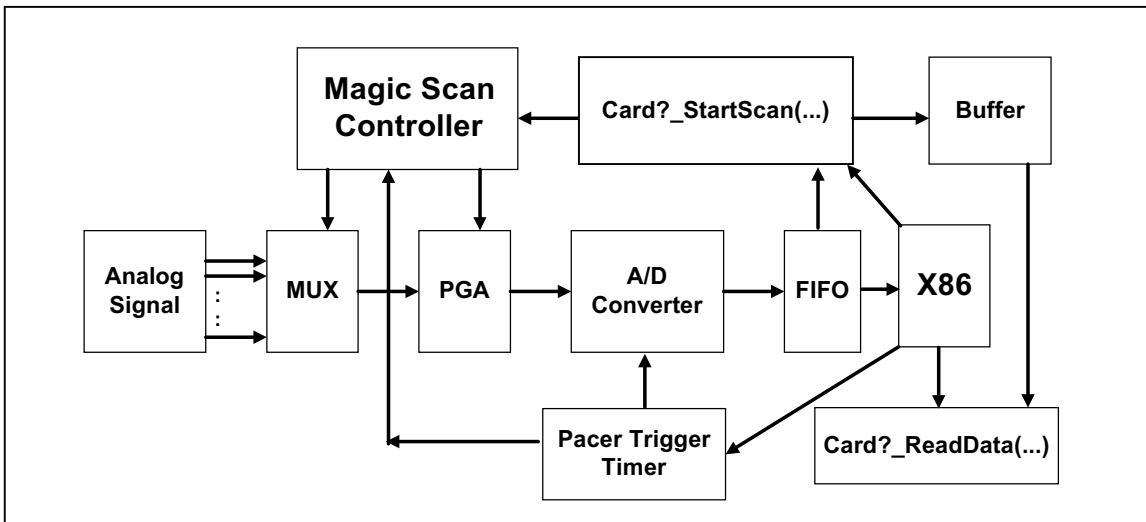 Magic Scan
Controller
Card?_StartScan(...)
Buffer
Analog
Signal
MUX
PGA
A/D
Converter
FIFO
X86
Pacer Trigger
Timer
Card?_ReadData(...)